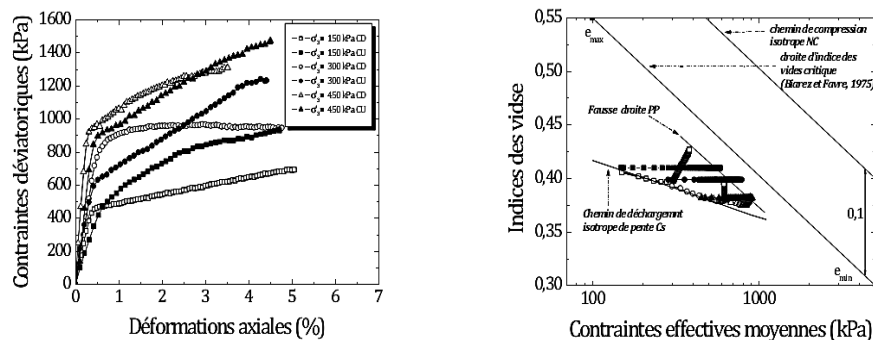 1600
1400
1200
1000
800
600
400
200
0
0
1
2
3
4
5
6
7
Contraintes déviatoriques (kPa)
Déformations axiales (%)
σ'₃= 150 kPa CD
σ'₃= 150 kPa CU
σ'₃= 300 kPa CD
σ'₃= 300 kPa CU
σ'₃= 450 kPa CD
σ'₃= 450 kPa CU
0,55
0,50
0,45
0,40
0,35
0,30
100
1000
Indices des vidse
Contraintes effectives moyennes (kPa)
e max
chemin de compression
isotrope NC
droite d'indice des
vides critique
(Biarez et Favre, 1975)
Fausse droite PP
Chemin de déchargemnt
isotrope de pente Cs
0,1
e min